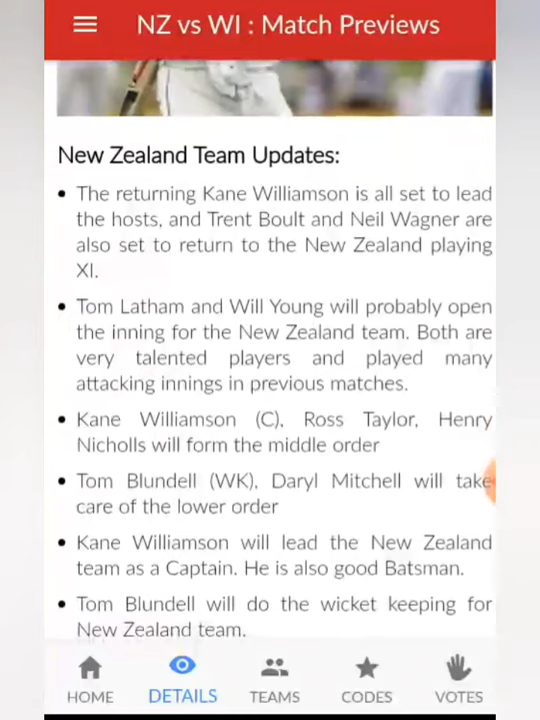 NZ vs WI : Match Previews
New Zealand Team Updates:
• The returning Kane Williamson is all set to lead
the hosts, and Trent Boult and Neil Wagner are
also set to return to the New Zealand playing
XI.
• Tom Latham and Will Young will probably open
the inning for the New Zealand team. Both are
very talented players and played many
attacking innings in previous matches.
• Kane Williamson (C), Ross Taylor, Henry
Nicholls will form the middle order
• Tom Blundell (WK), Daryl Mitchell will take
care of the lower order
• Kane Williamson will lead the New Zealand
team as a Captain. He is also good Batsman.
• Tom Blundell will do the wicket keeping for
New Zealand team.
HOME DETAILS TEAMS CODES VOTES